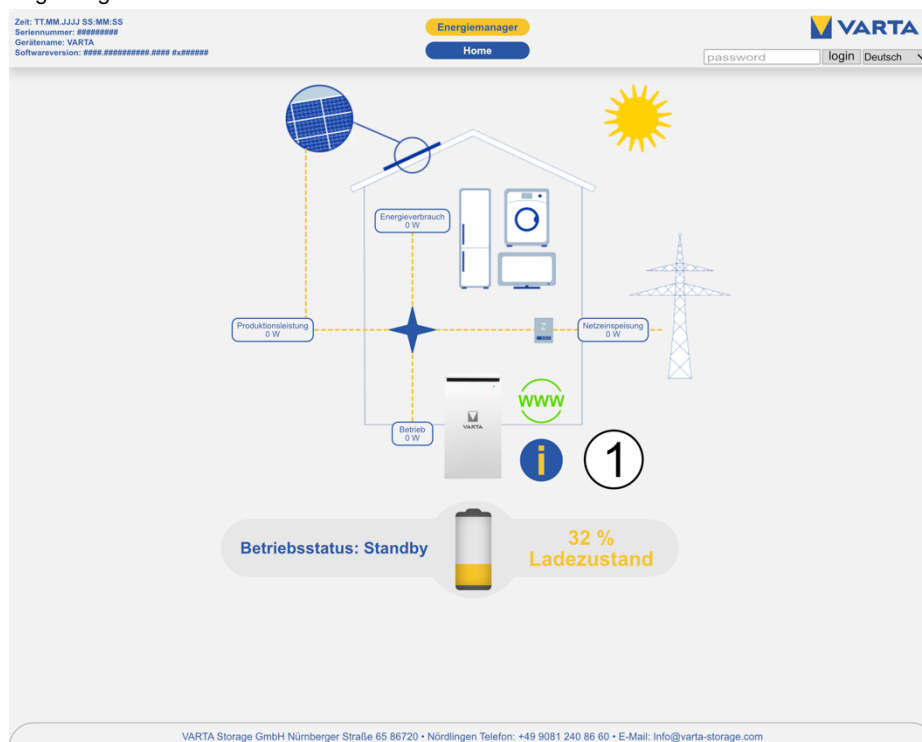 Zeit: TT.MM.JJJJ SS:MM:SS
Seriennummer: #########
Gerätename: VARTA
Softwareversion: ####.##########.#### #x######
Energiemanager
Home
VARTA
password
login
Deutsch
Energieverbrauch
0 W
Z
Produktionsleistung
0 W
Netzeinspeisung
0 W
VARTA
www
Betrieb
0 W
i
1
Betriebsstatus: Standby
32 %
Ladezustand
VARTA Storage GmbH Nürnberger Straße 65 86720 • Nördlingen Telefon: +49 9081 240 86 60 • E-Mail: Info@varta-storage.com